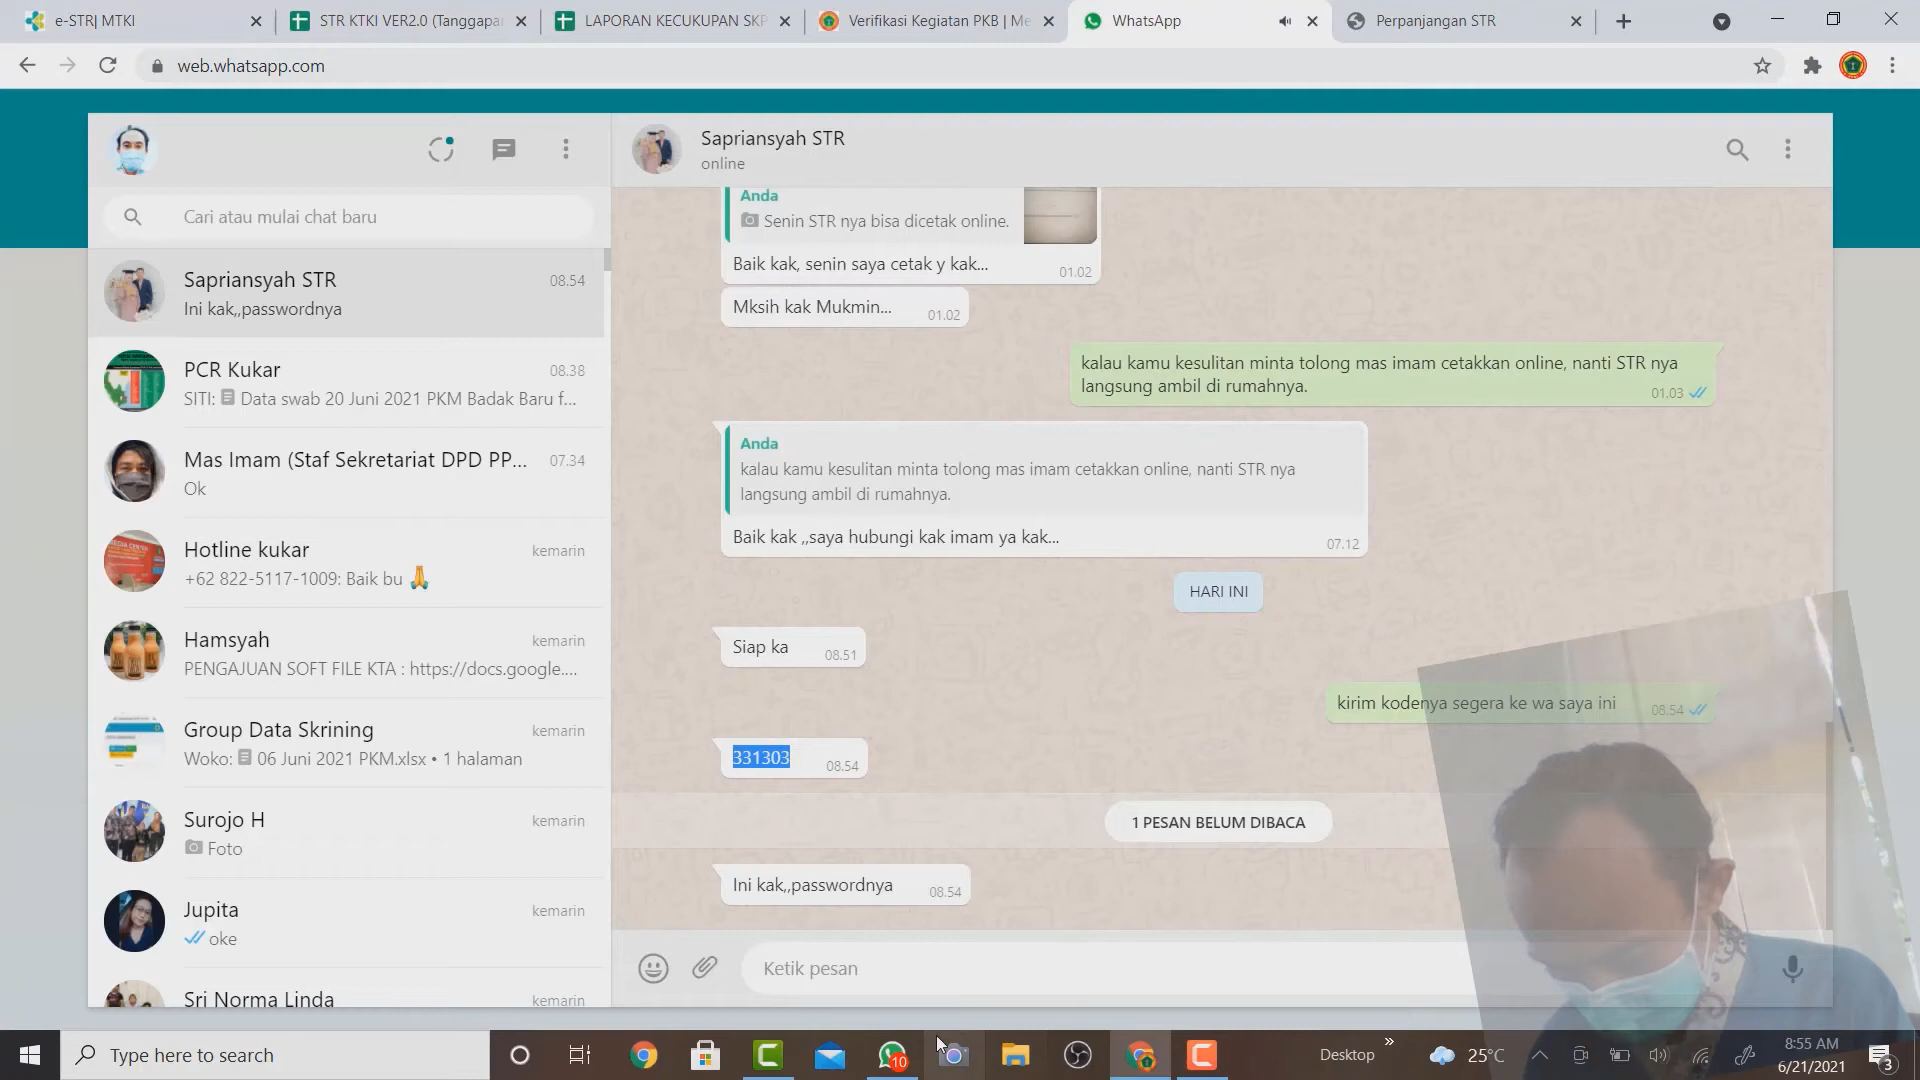 e-STR| MTKI
STR KTKI VER2.0 (Tanggapa
LAPORAN KECUKUPAN SKP
Verifikasi Kegiatan PKB | Me
WhatsApp
Perpanjangan STR
web.whatsapp.com
Cari atau mulai chat baru
Sapriansyah STR
08.54
Ini kak,,passwordnya
PCR Kukar
08.38
SITI: Data swab 20 Juni 2021 PKM Badak Baru f...
Mas Imam (Staf Sekretariat DPD PP...
07.34
Ok
Hotline kukar
kemarin
+62 822-5117-1009: Baik bu 🙏
Hamsyah
kemarin
PENGAJUAN SOFT FILE KTA : https://docs.google....
Group Data Skrining
kemarin
Woko: 06 Juni 2021 PKM.xlsx • 1 halaman
Surojo H
kemarin
Foto
Jupita
kemarin
oke
Sri Norma Linda
kemarin
Sapriansyah STR
online
Anda
Senin STR nya bisa dicetak online.
Baik kak, senin saya cetak y kak...
01.02
Mksih kak Mukmin...
01.02
kalau kamu kesulitan minta tolong mas imam cetakkan online, nanti STR nya
langsung ambil di rumahnya.
01.03
Anda
kalau kamu kesulitan minta tolong mas imam cetakkan online, nanti STR nya
langsung ambil di rumahnya.
Baik kak ,,saya hubungi kak imam ya kak...
07.12
HARI INI
Siap ka
08.51
kirim kodenya segera ke wa saya ini
08.54
331303
08.54
1 PESAN BELUM DIBACA
Ini kak,,passwordnya
08.54
Ketik pesan
Type here to search
10
Desktop
25°C
8:55 AM
6/21/2021
3